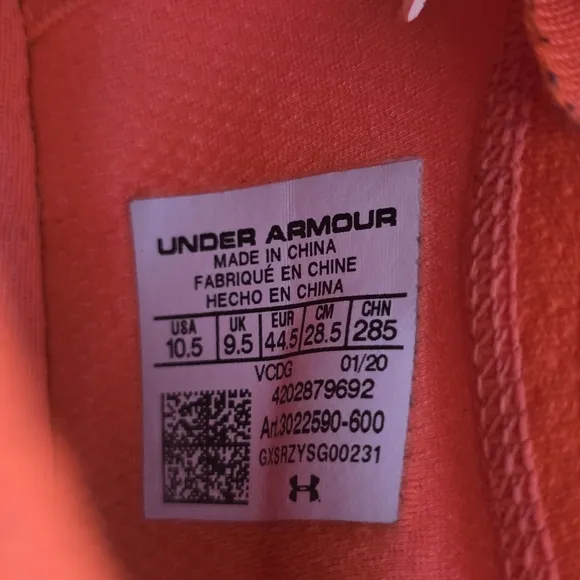 UNDER ARMOUR
MADE IN CHINA
FABRIQUÉ EN CHINE
HECHO EN CHINA
USA UK EUR CM CHN
10.5 9.5 44.5 28.5 285
VCDG 01/20
4202879692
Art.3022590-600
GXSRZYSG00231